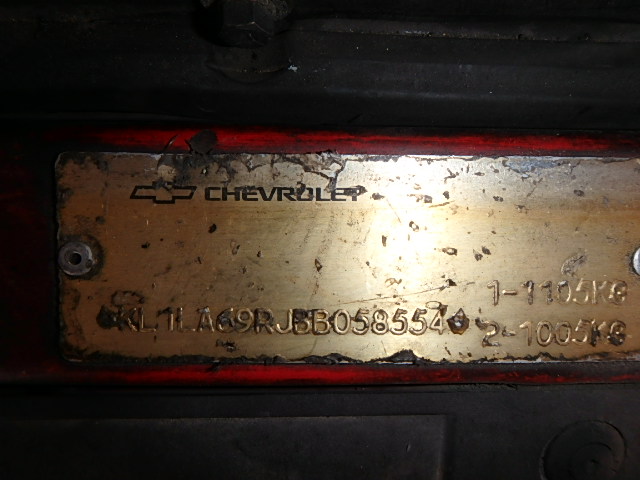 CHEVROLET
1-1105KG
*KL1LA69RJBB058554*
2-1005KG